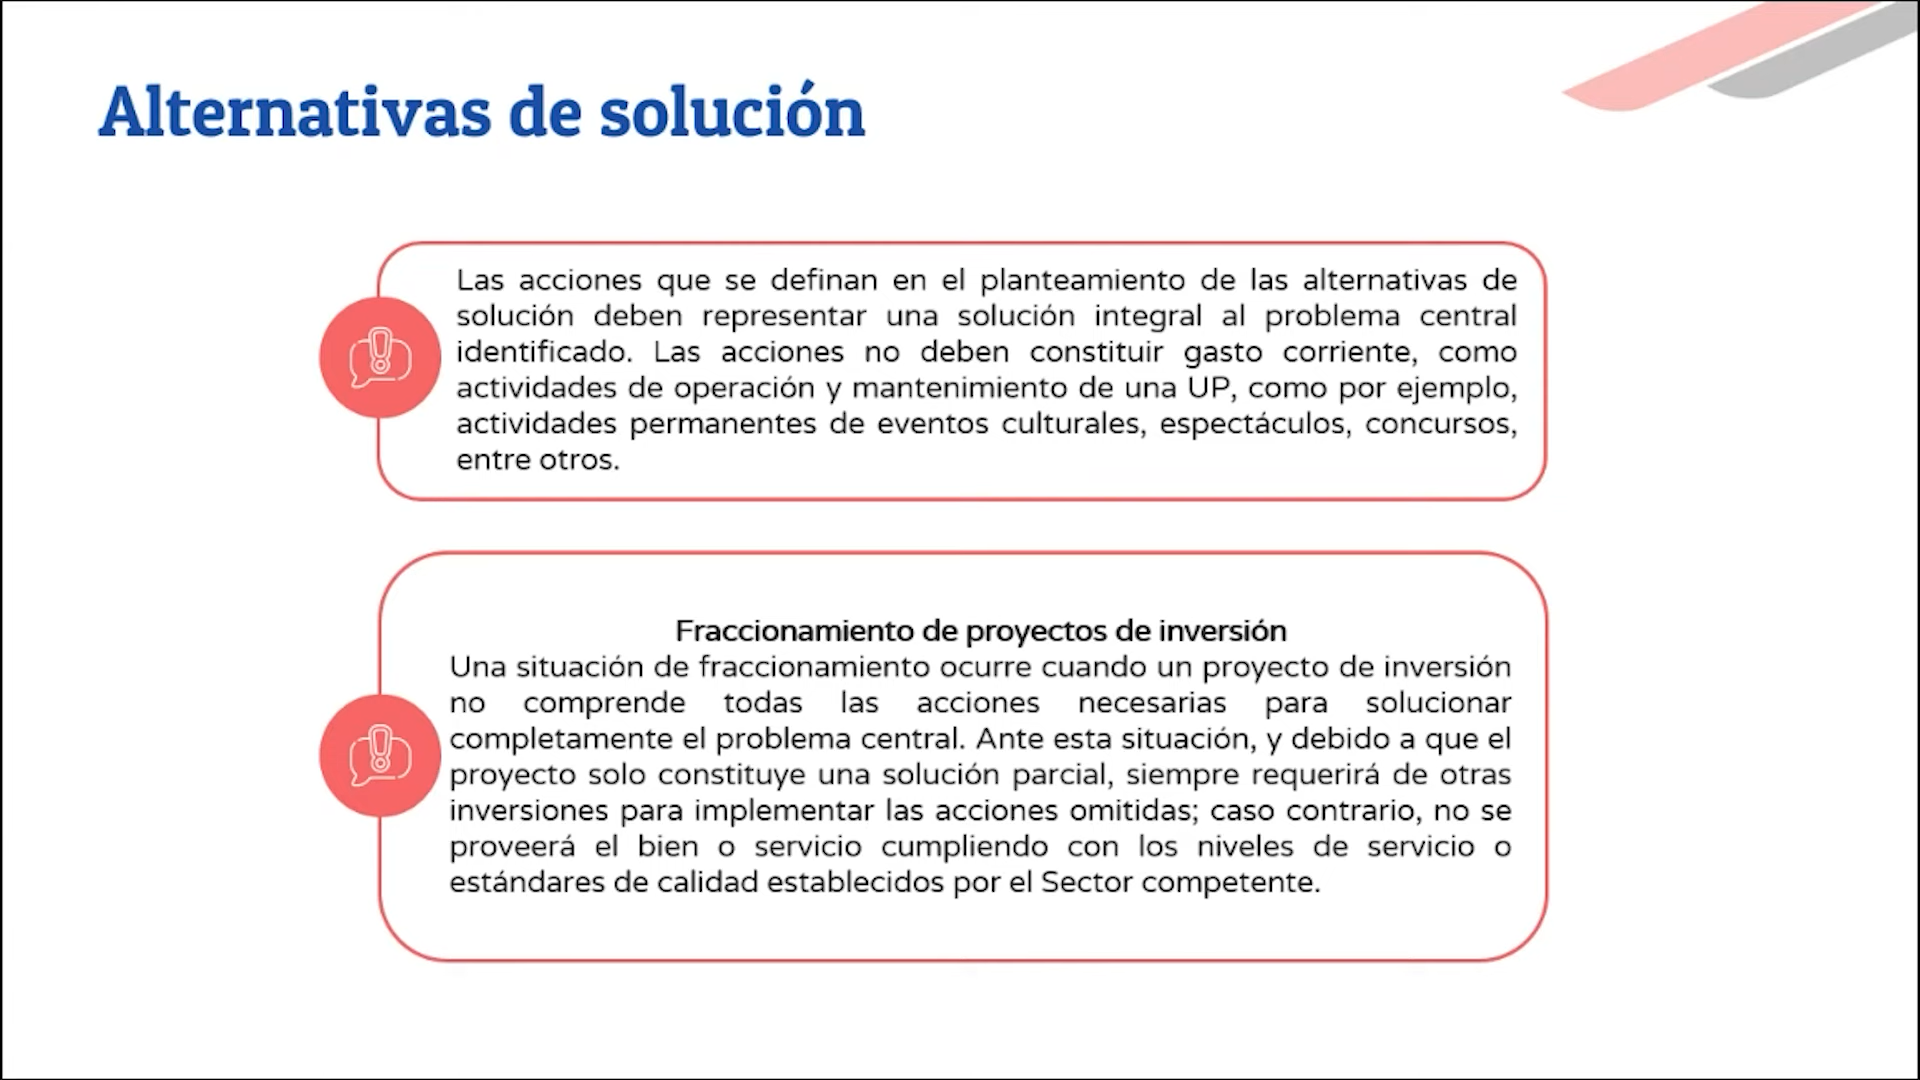 Alternativas de solución
Las acciones que se definan en el planteamiento de las alternativas de
solución deben representar una solución integral al problema central
identificado. Las acciones no deben constituir gasto corriente, como
actividades de operación y mantenimiento de una UP, como por ejemplo,
actividades permanentes de eventos culturales, espectáculos, concursos,
entre otros.
Fraccionamiento de proyectos de inversión
Una situación de fraccionamiento ocurre cuando un proyecto de inversión
no comprende todas las acciones necesarias para solucionar
completamente el problema central. Ante esta situación, y debido a que el
proyecto solo constituye una solución parcial, siempre requerirá de otras
inversiones para implementar las acciones omitidas; caso contrario, no se
proveerá el bien o servicio cumpliendo con los niveles de servicio o
estándares de calidad establecidos por el Sector competente.